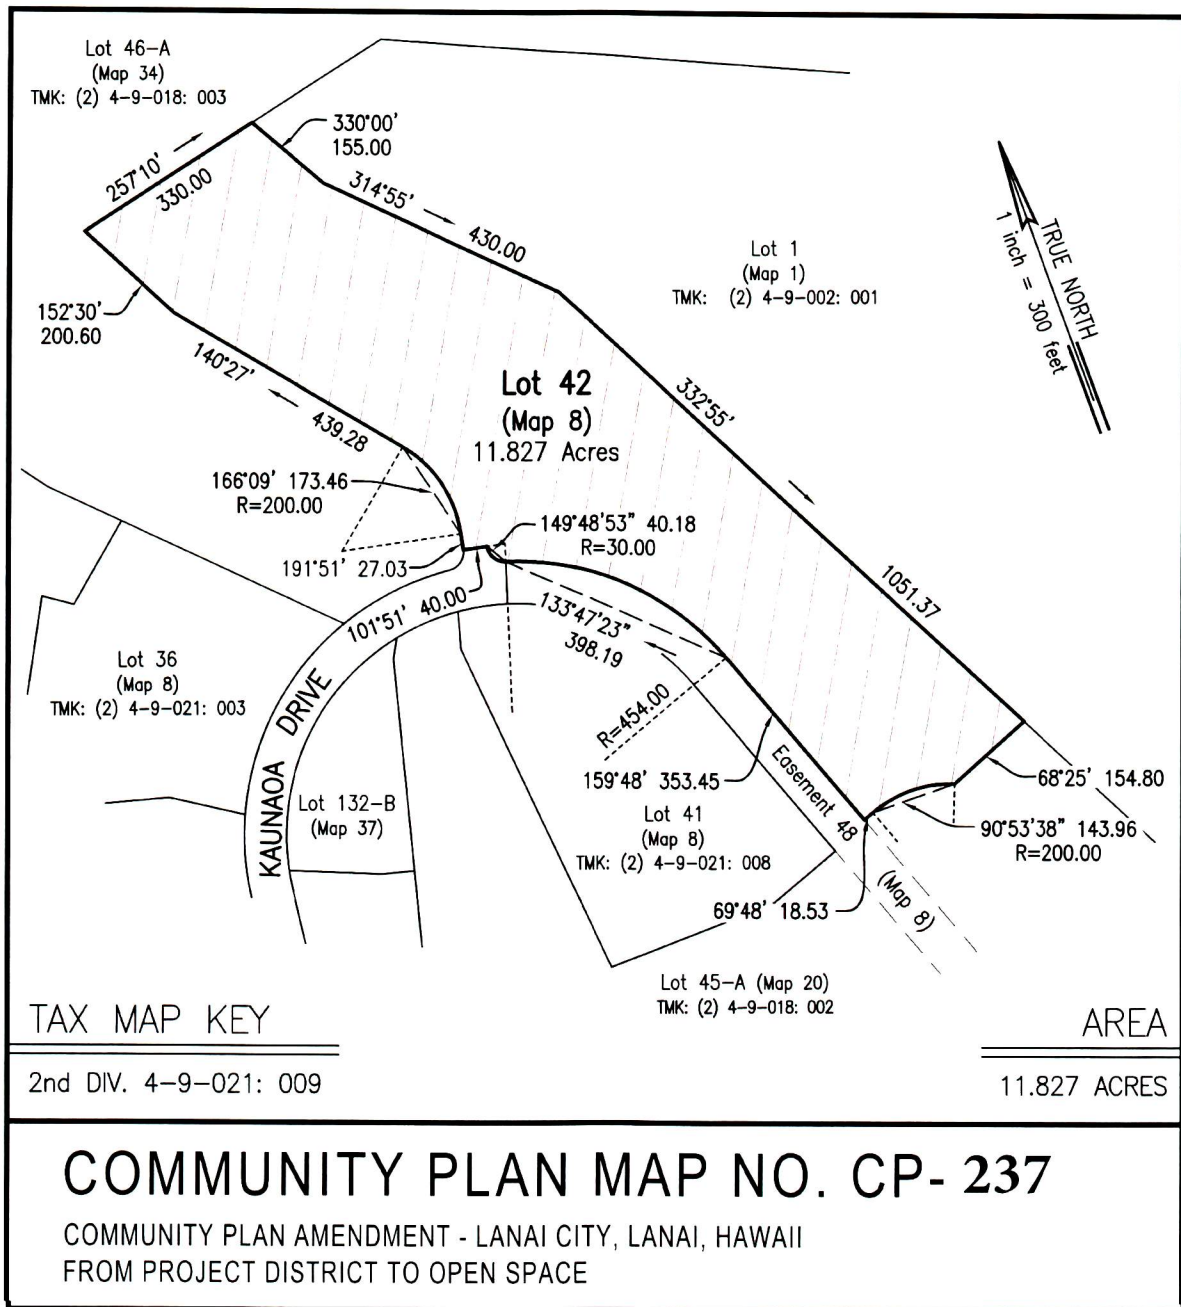 Lot 46-A
(Map 34)
TMK: (2) 4-9-018: 003
330°00'
155.00
257°10'
330.00
314°55'
430.00
Lot 1
(Map 1)
TMK: (2) 4-9-002: 001
TRUE NORTH
1 inch = 300 feet
152°30'
200.60
140°27'
439.28
Lot 42
(Map 8)
11.827 Acres
332°55'
1051.37
166°09' 173.46
R=200.00
149°48'53" 40.18
R=30.00
191°51' 27.03
101°51' 40.00
133°47'23"
398.19
Lot 36
(Map 8)
TMK: (2) 4-9-021: 003
KAUNAOA DRIVE
R=454.00
159°48' 353.45
Easement 48
(Map 8)
68°25' 154.80
Lot 132-B
(Map 37)
Lot 41
(Map 8)
TMK: (2) 4-9-021: 008
90°53'38" 143.96
R=200.00
69°48' 18.53
Lot 45-A (Map 20)
TMK: (2) 4-9-018: 002
TAX MAP KEY
2nd DIV. 4-9-021: 009
AREA
11.827 ACRES
COMMUNITY PLAN MAP NO. CP- 237
COMMUNITY PLAN AMENDMENT - LANAI CITY, LANAI, HAWAII
FROM PROJECT DISTRICT TO OPEN SPACE